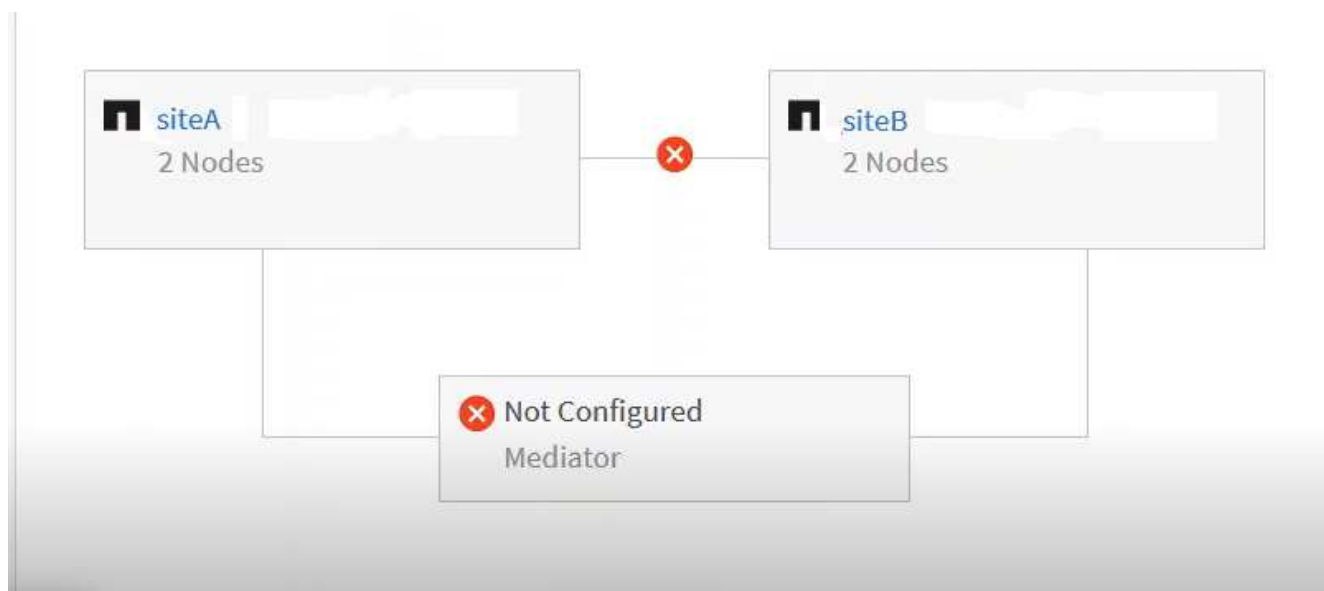 siteA
2 Nodes
siteB
2 Nodes
Not Configured
Mediator